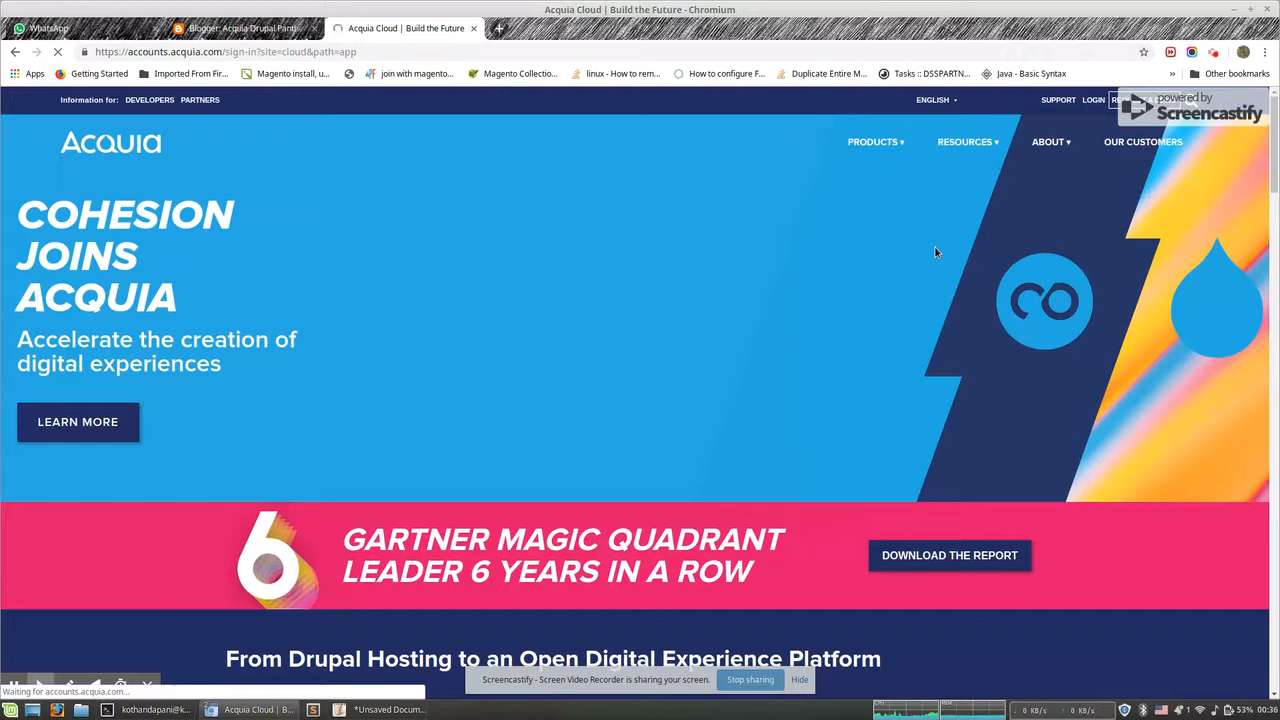 Acquia Cloud | Build the Future - Chromium
WhatsApp
Blogger: Acquia Drupal Panti
Acquia Cloud | Build the Future
https://accounts.acquia.com/sign-in?site=cloud&path=app
Apps
Getting Started
Imported From Fir...
Magento install, u...
join with magento...
Magento Collectio...
linux - How to rem...
How to configure F...
Duplicate Entire M...
Tasks :: DSSPARTN...
Java - Basic Syntax
»
Other bookmarks
Information for: DEVELOPERS PARTNERS
ENGLISH
SUPPORT
LOGIN
powered by
Screencastify
Acquia
PRODUCTS ▾
RESOURCES ▾
ABOUT ▾
OUR CUSTOMERS
COHESION
JOINS
ACQUIA
Accelerate the creation of
digital experiences
LEARN MORE
6
GARTNER MAGIC QUADRANT
LEADER 6 YEARS IN A ROW
DOWNLOAD THE REPORT
From Drupal Hosting to an Open Digital Experience Platform
Screencastify - Screen Video Recorder is sharing your screen.
Stop sharing
Hide
Waiting for accounts.acquia.com...
kothandapani@k...
Acquia Cloud | B...
*Unsaved Docum...
0 KB/s
0 KB/s
53%
00:36